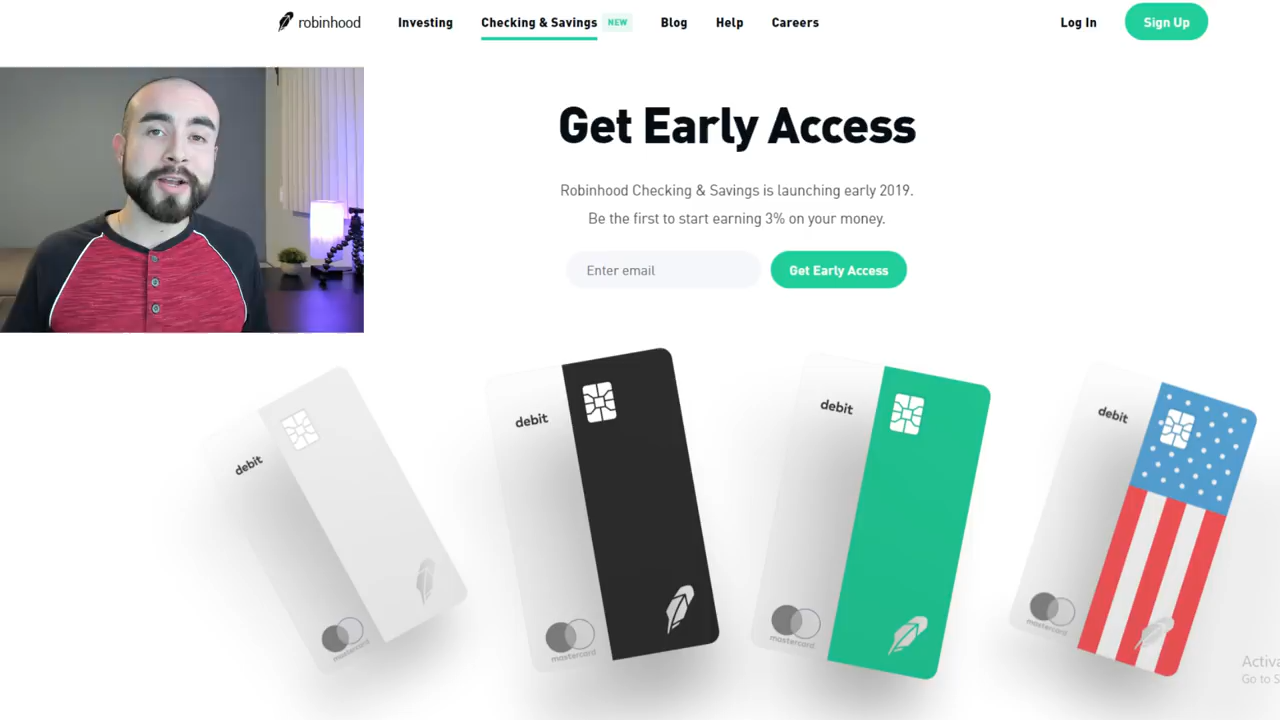 robinhood
Investing
Checking & Savings
NEW
Blog
Help
Careers
Log In
Sign Up
Get Early Access
Robinhood Checking & Savings is launching early 2019.
Be the first to start earning 3% on your money.
Enter email
Get Early Access
debit
debit
debit
debit
mastercard
mastercard
mastercard
mastercard
Go to S